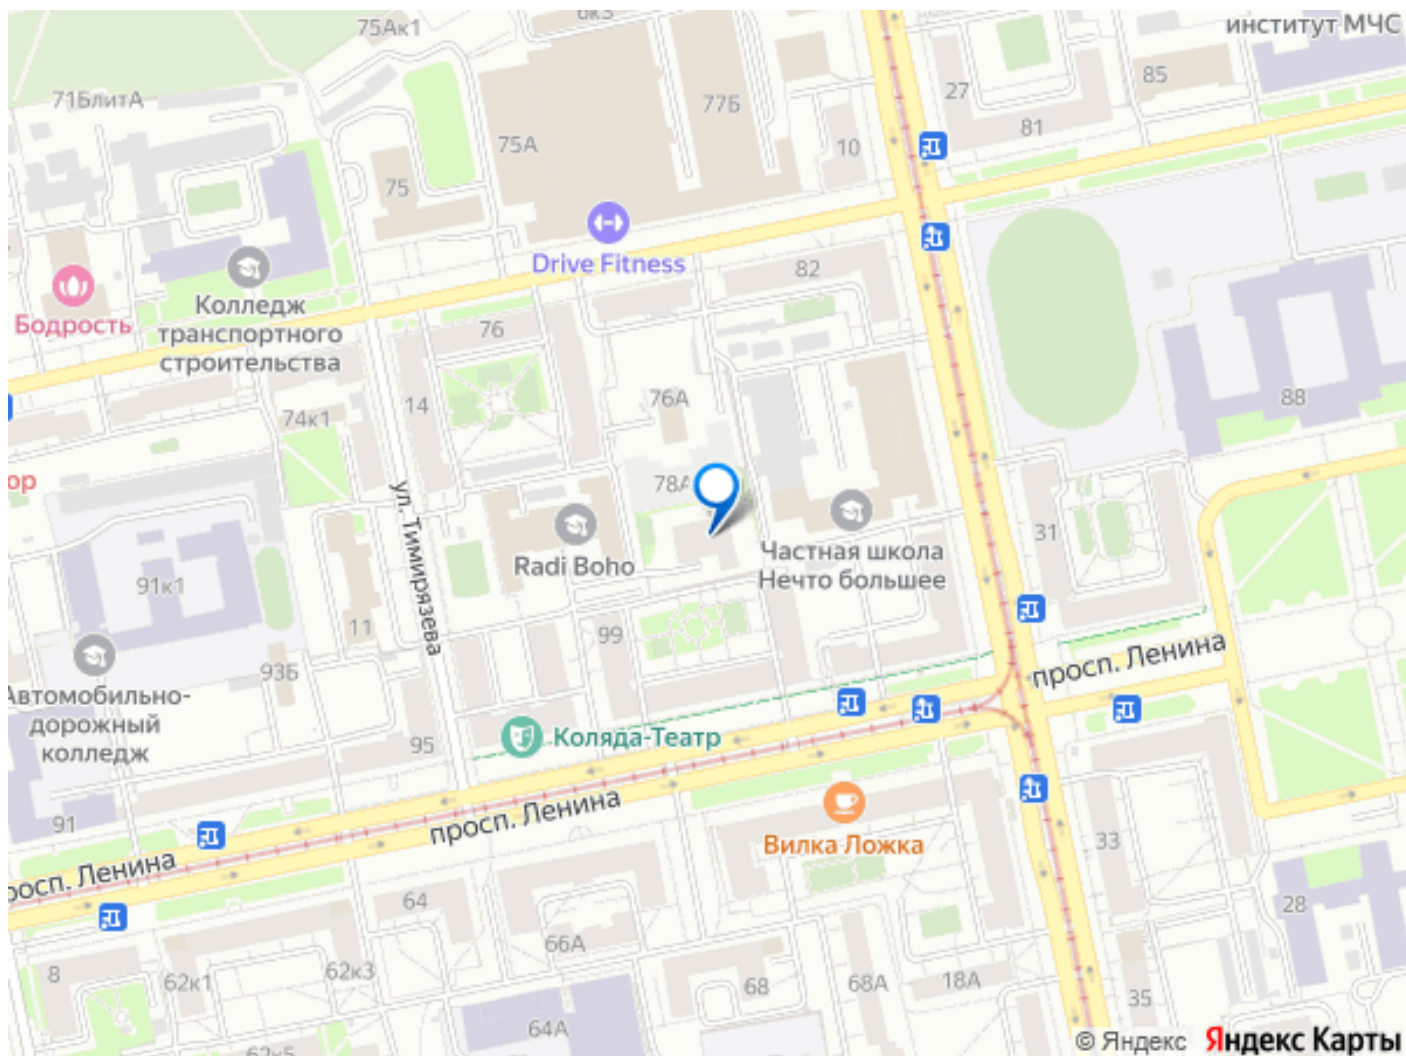 75Ак1
6к3
институт МЧС
71БлитА
75А
77Б
27
85
81
10
75
Drive Fitness
82
Колледж
транспортного
строительства
Бодрость
76
14
76А
74к1
88
ор
78А
ул. Тимирязева
Radi Boho
Частная школа
Нечто большее
31
91к1
11
99
93Б
просп. Ленина
Автомобильно-
дорожный
колледж
95
Коляда-Театр
просп. Ленина
91
Вилка Ложка
33
просп. Ленина
64
28
66А
8
62к1
62к3
68
68А
18А
35
64А
62к5
© Яндекс Яндекс Карты